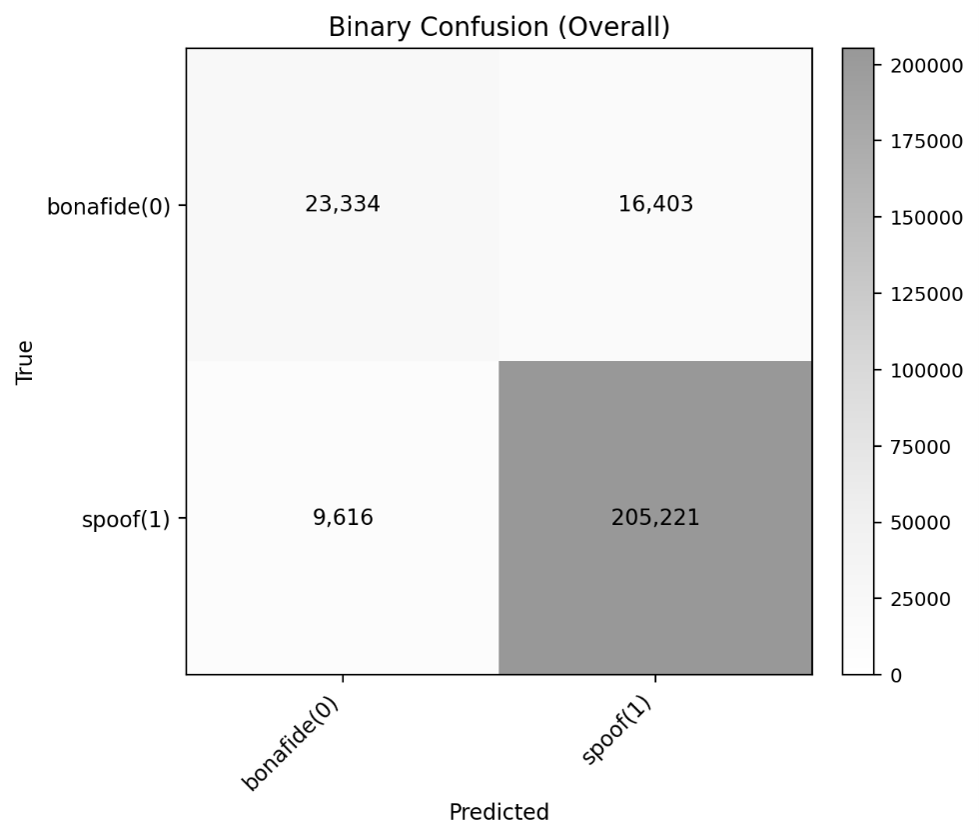 Binary Confusion (Overall)
bonafide(0)
23,334
16,403
True
spoof(1)
9,616
205,221
bonafide(0)
spoof(1)
Predicted
200000
175000
150000
125000
100000
75000
50000
25000
0